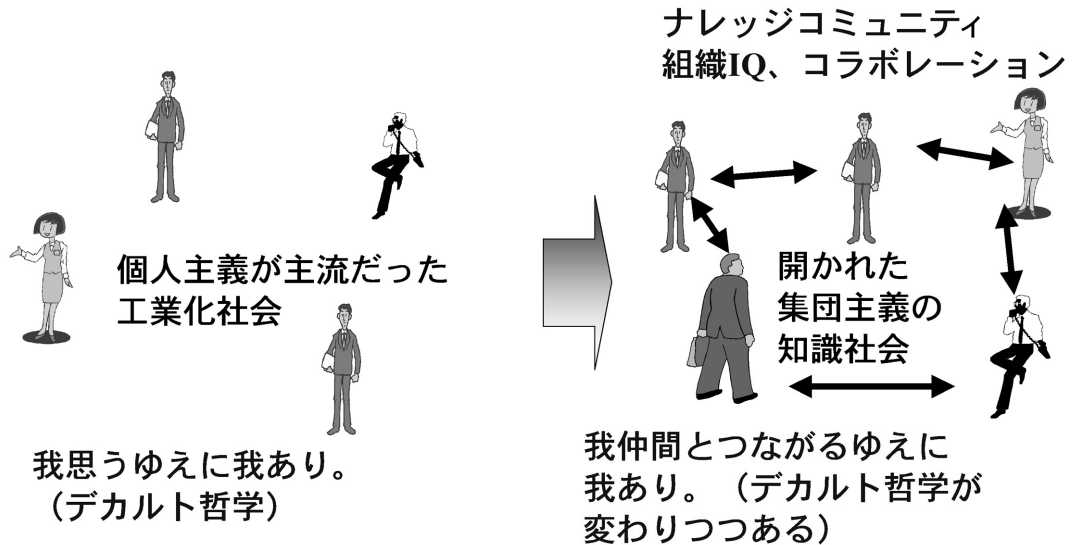 個人主義が主流だった
工業化社会
我思うゆえに我あり。
（デカルト哲学）
ナレッジコミュニティ
組織IQ、コラボレーション
開かれた
集団主義の
知識社会
我仲間とつながるゆえに
我あり。（デカルト哲学が
変わりつつある）